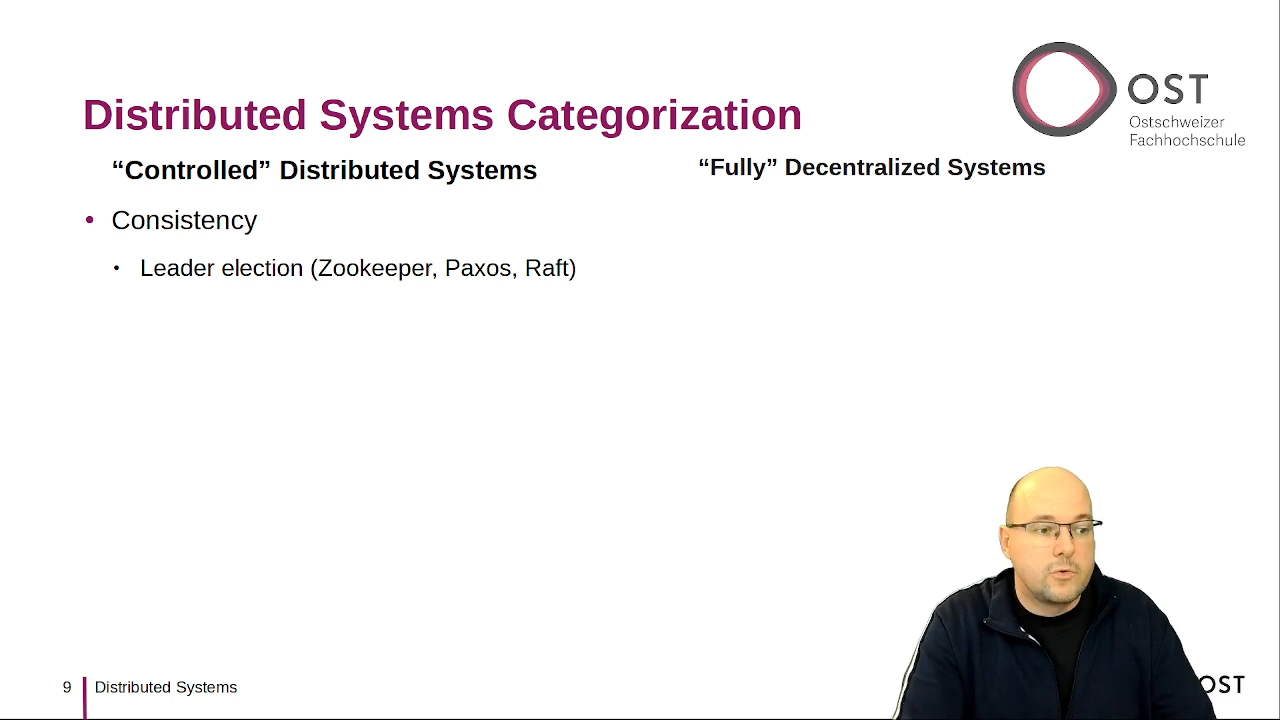 OST
Ostschweizer
Fachhochschule
Distributed Systems Categorization
“Controlled” Distributed Systems
“Fully” Decentralized Systems
• Consistency
• Leader election (Zookeeper, Paxos, Raft)
9
Distributed Systems
OST